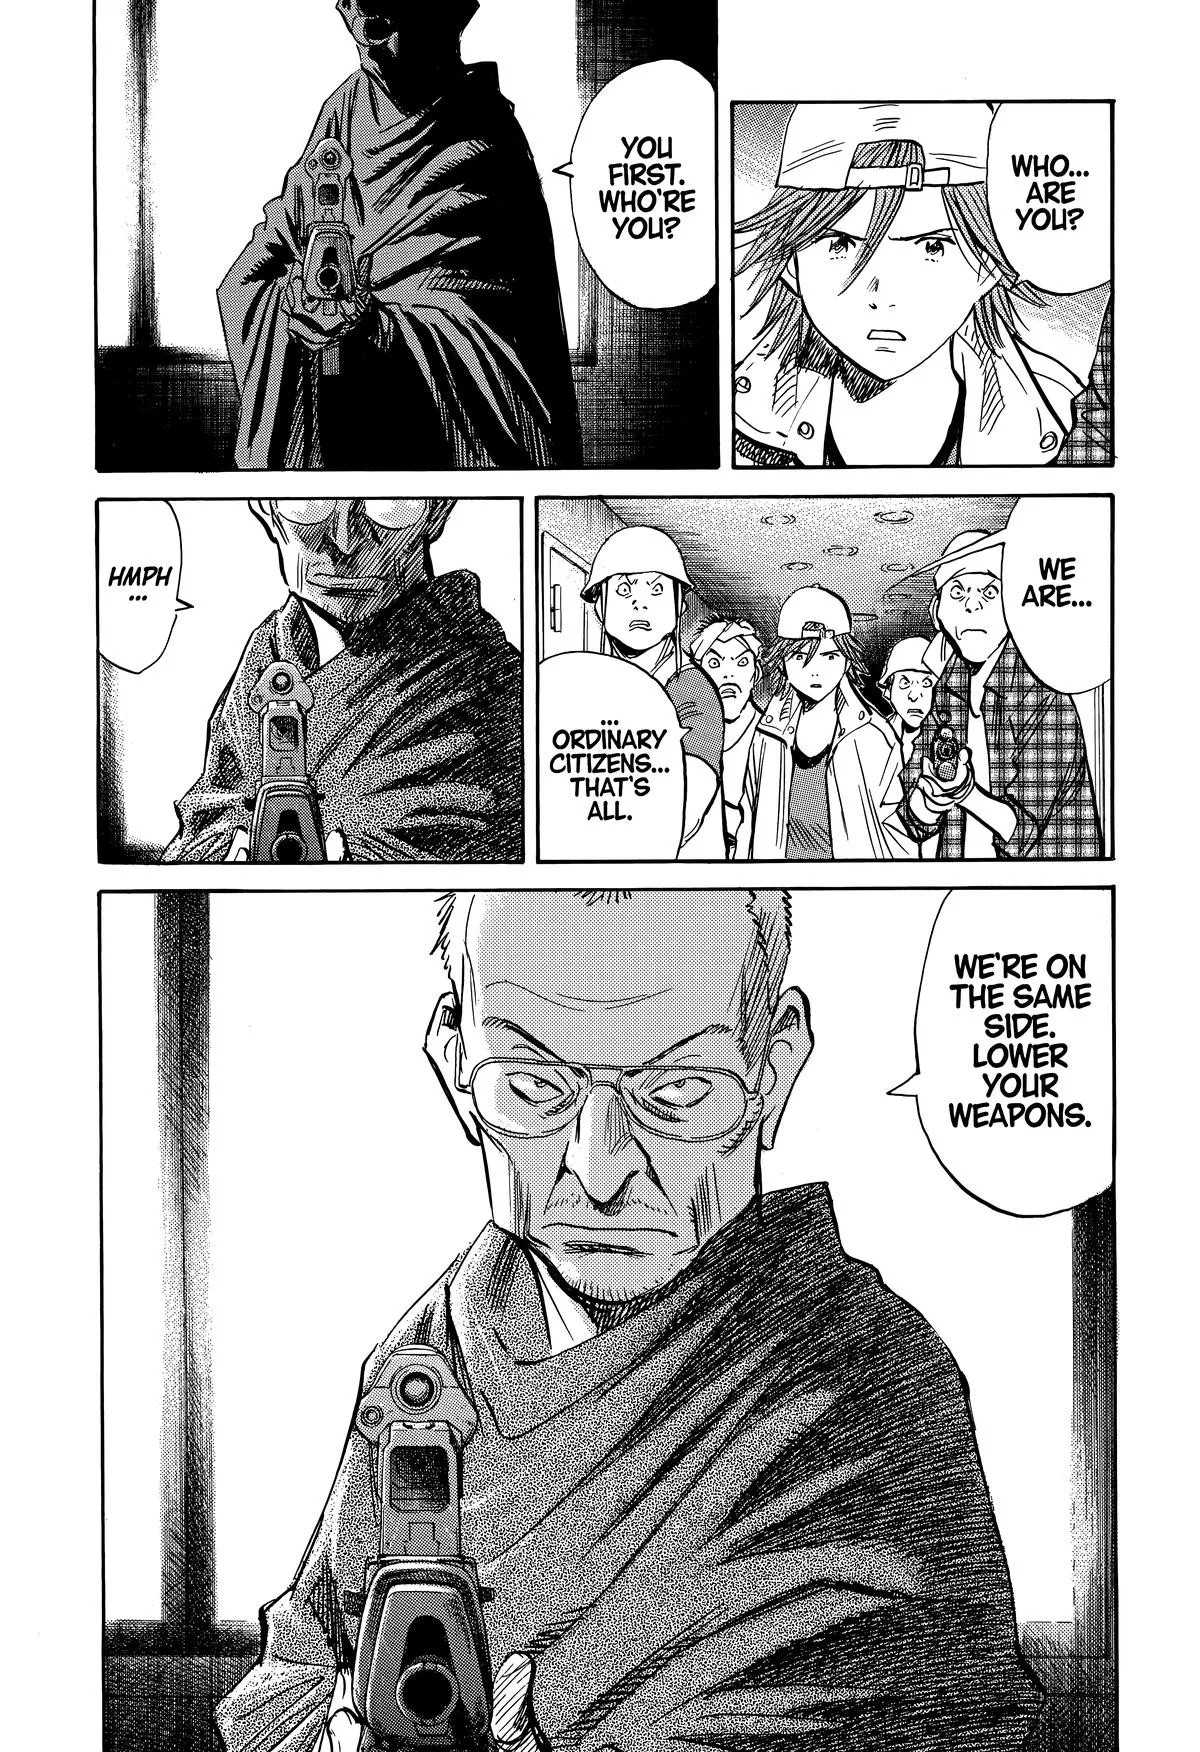 WHO...
ARE
YOU?
YOU
FIRST.
WHO'RE
YOU?
WE
ARE...
...
ORDINARY
CITIZENS...
THAT'S
ALL.
HMPH
...
WE'RE ON
THE SAME
SIDE.
LOWER
YOUR
WEAPONS.